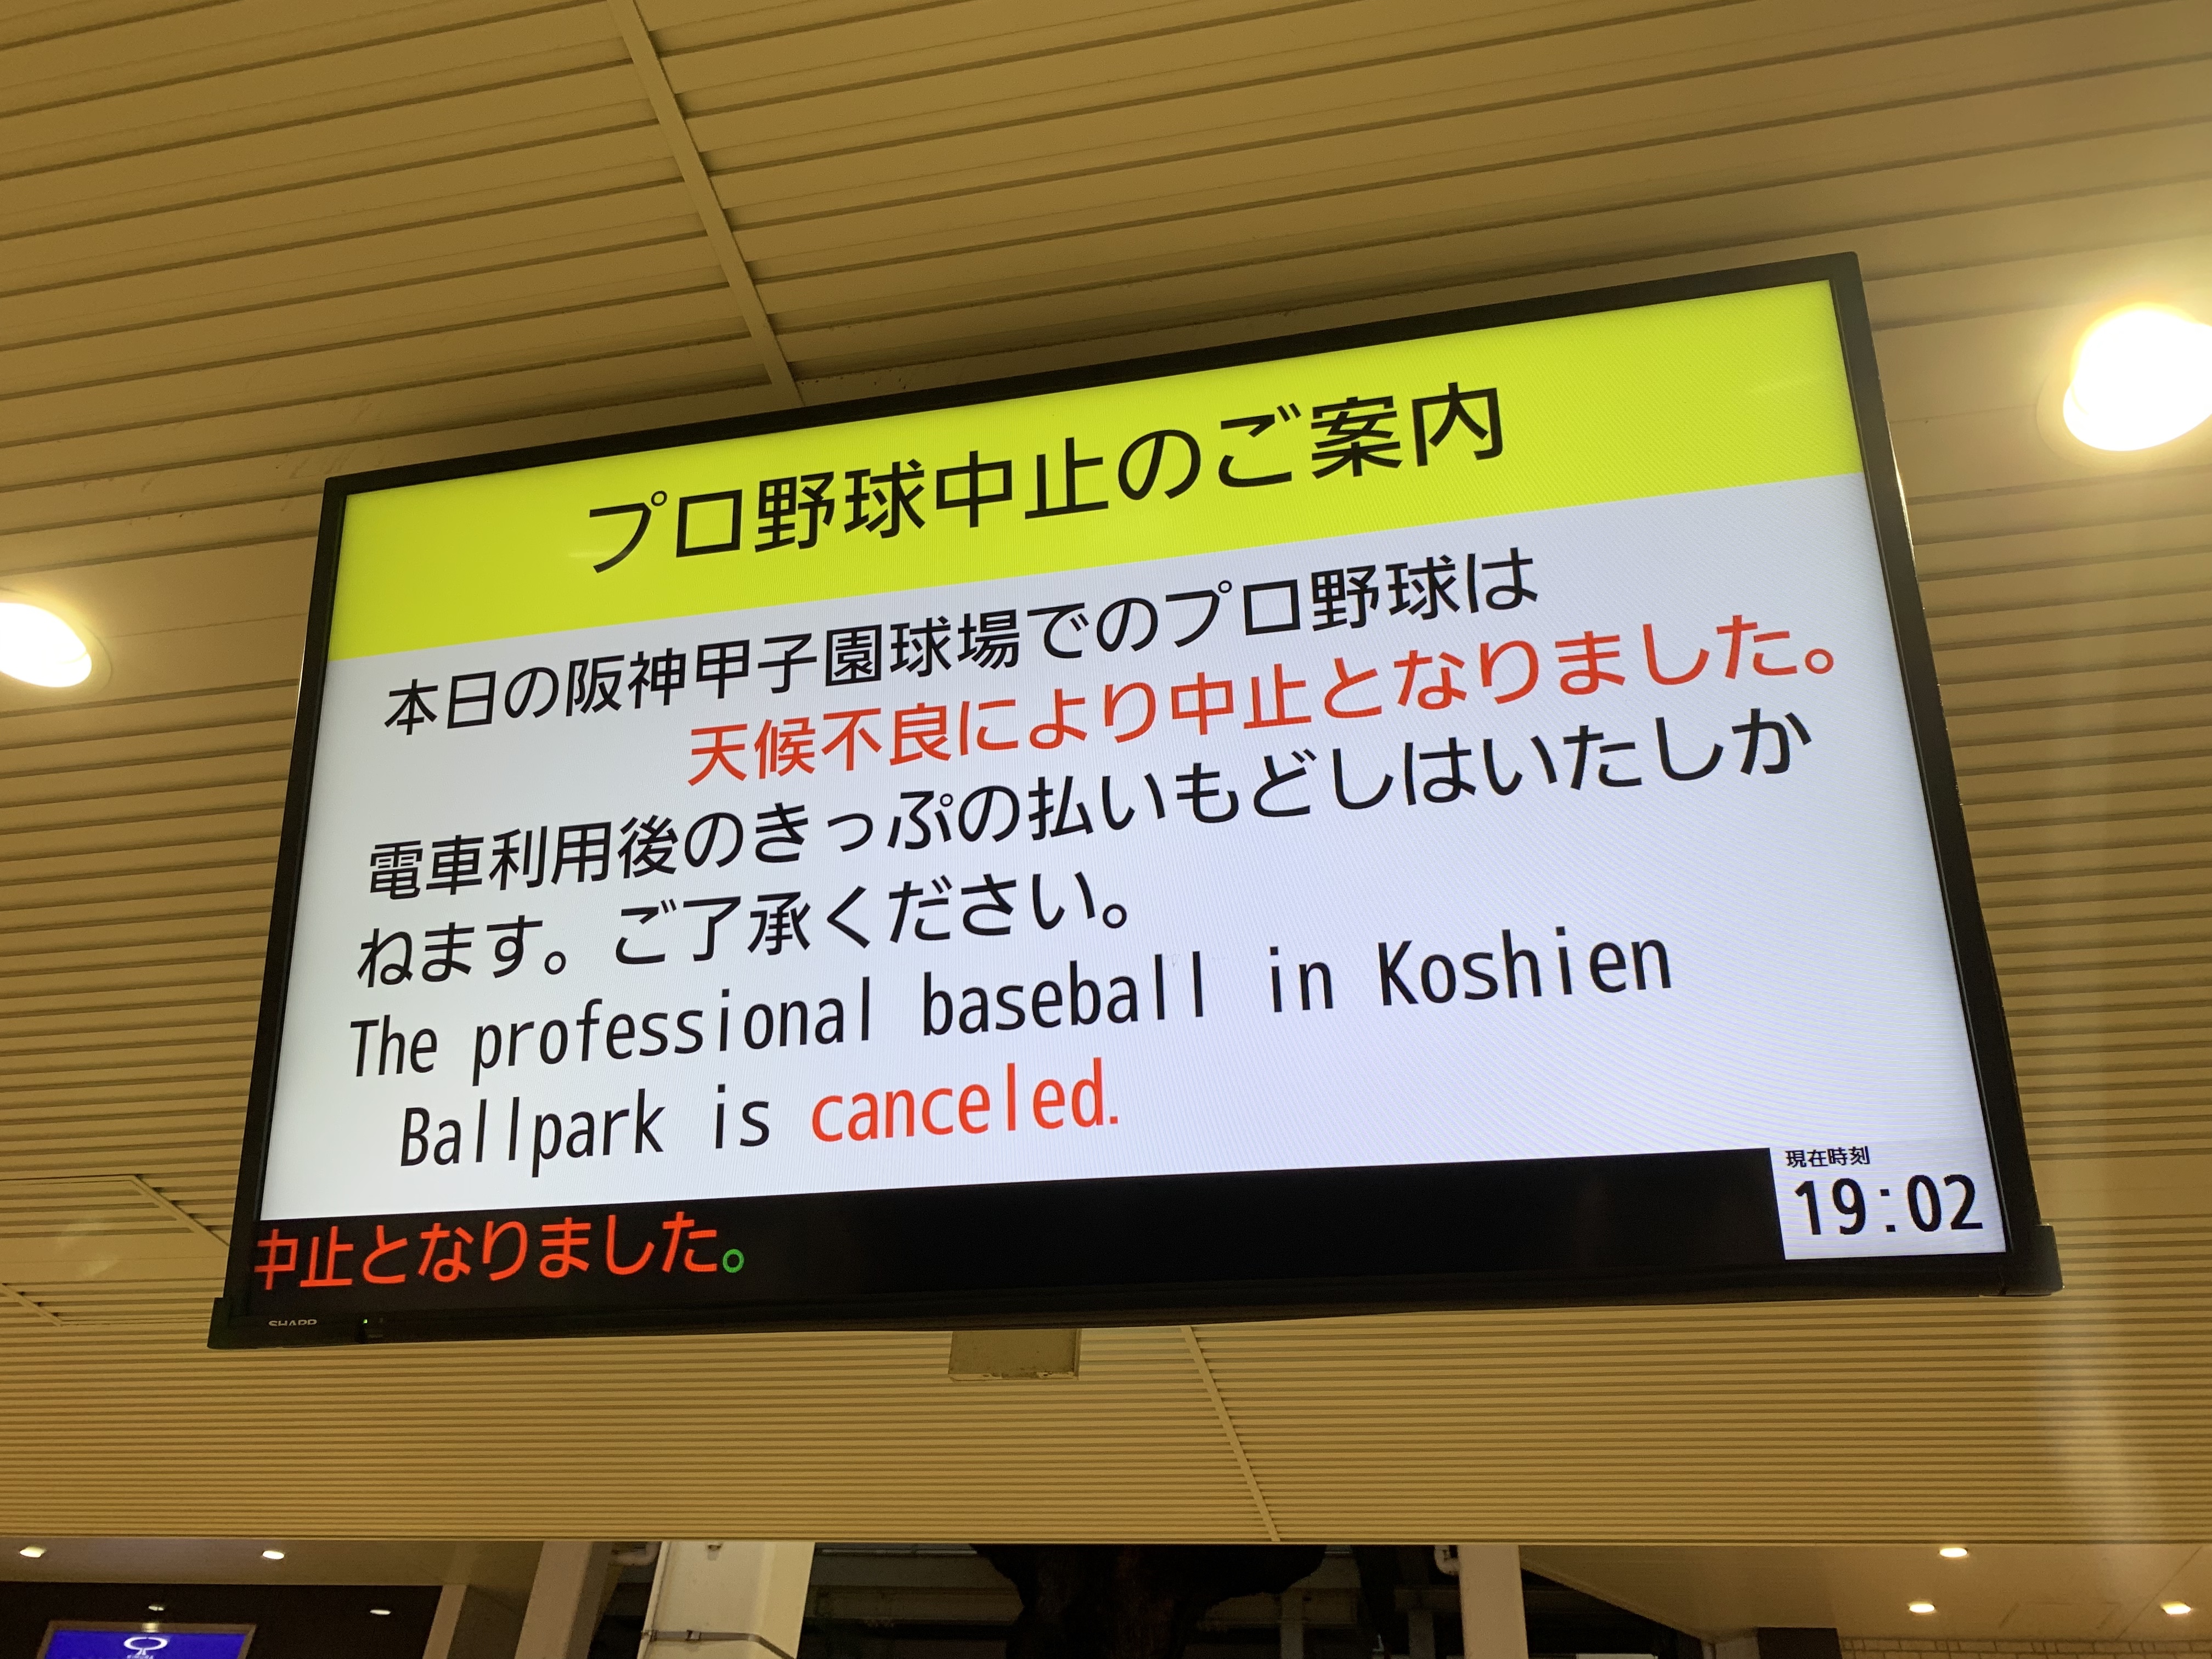 プロ野球中止のご案内
本日の阪神甲子園球場でのプロ野球は
天候不良により中止となりました。
電車利用後のきっぷの払いもどしはいたしか
ねます。ご了承ください。
The professional baseball in Koshien
Ballpark is canceled.
現在時刻
19:02
中止となりました。
SHARP